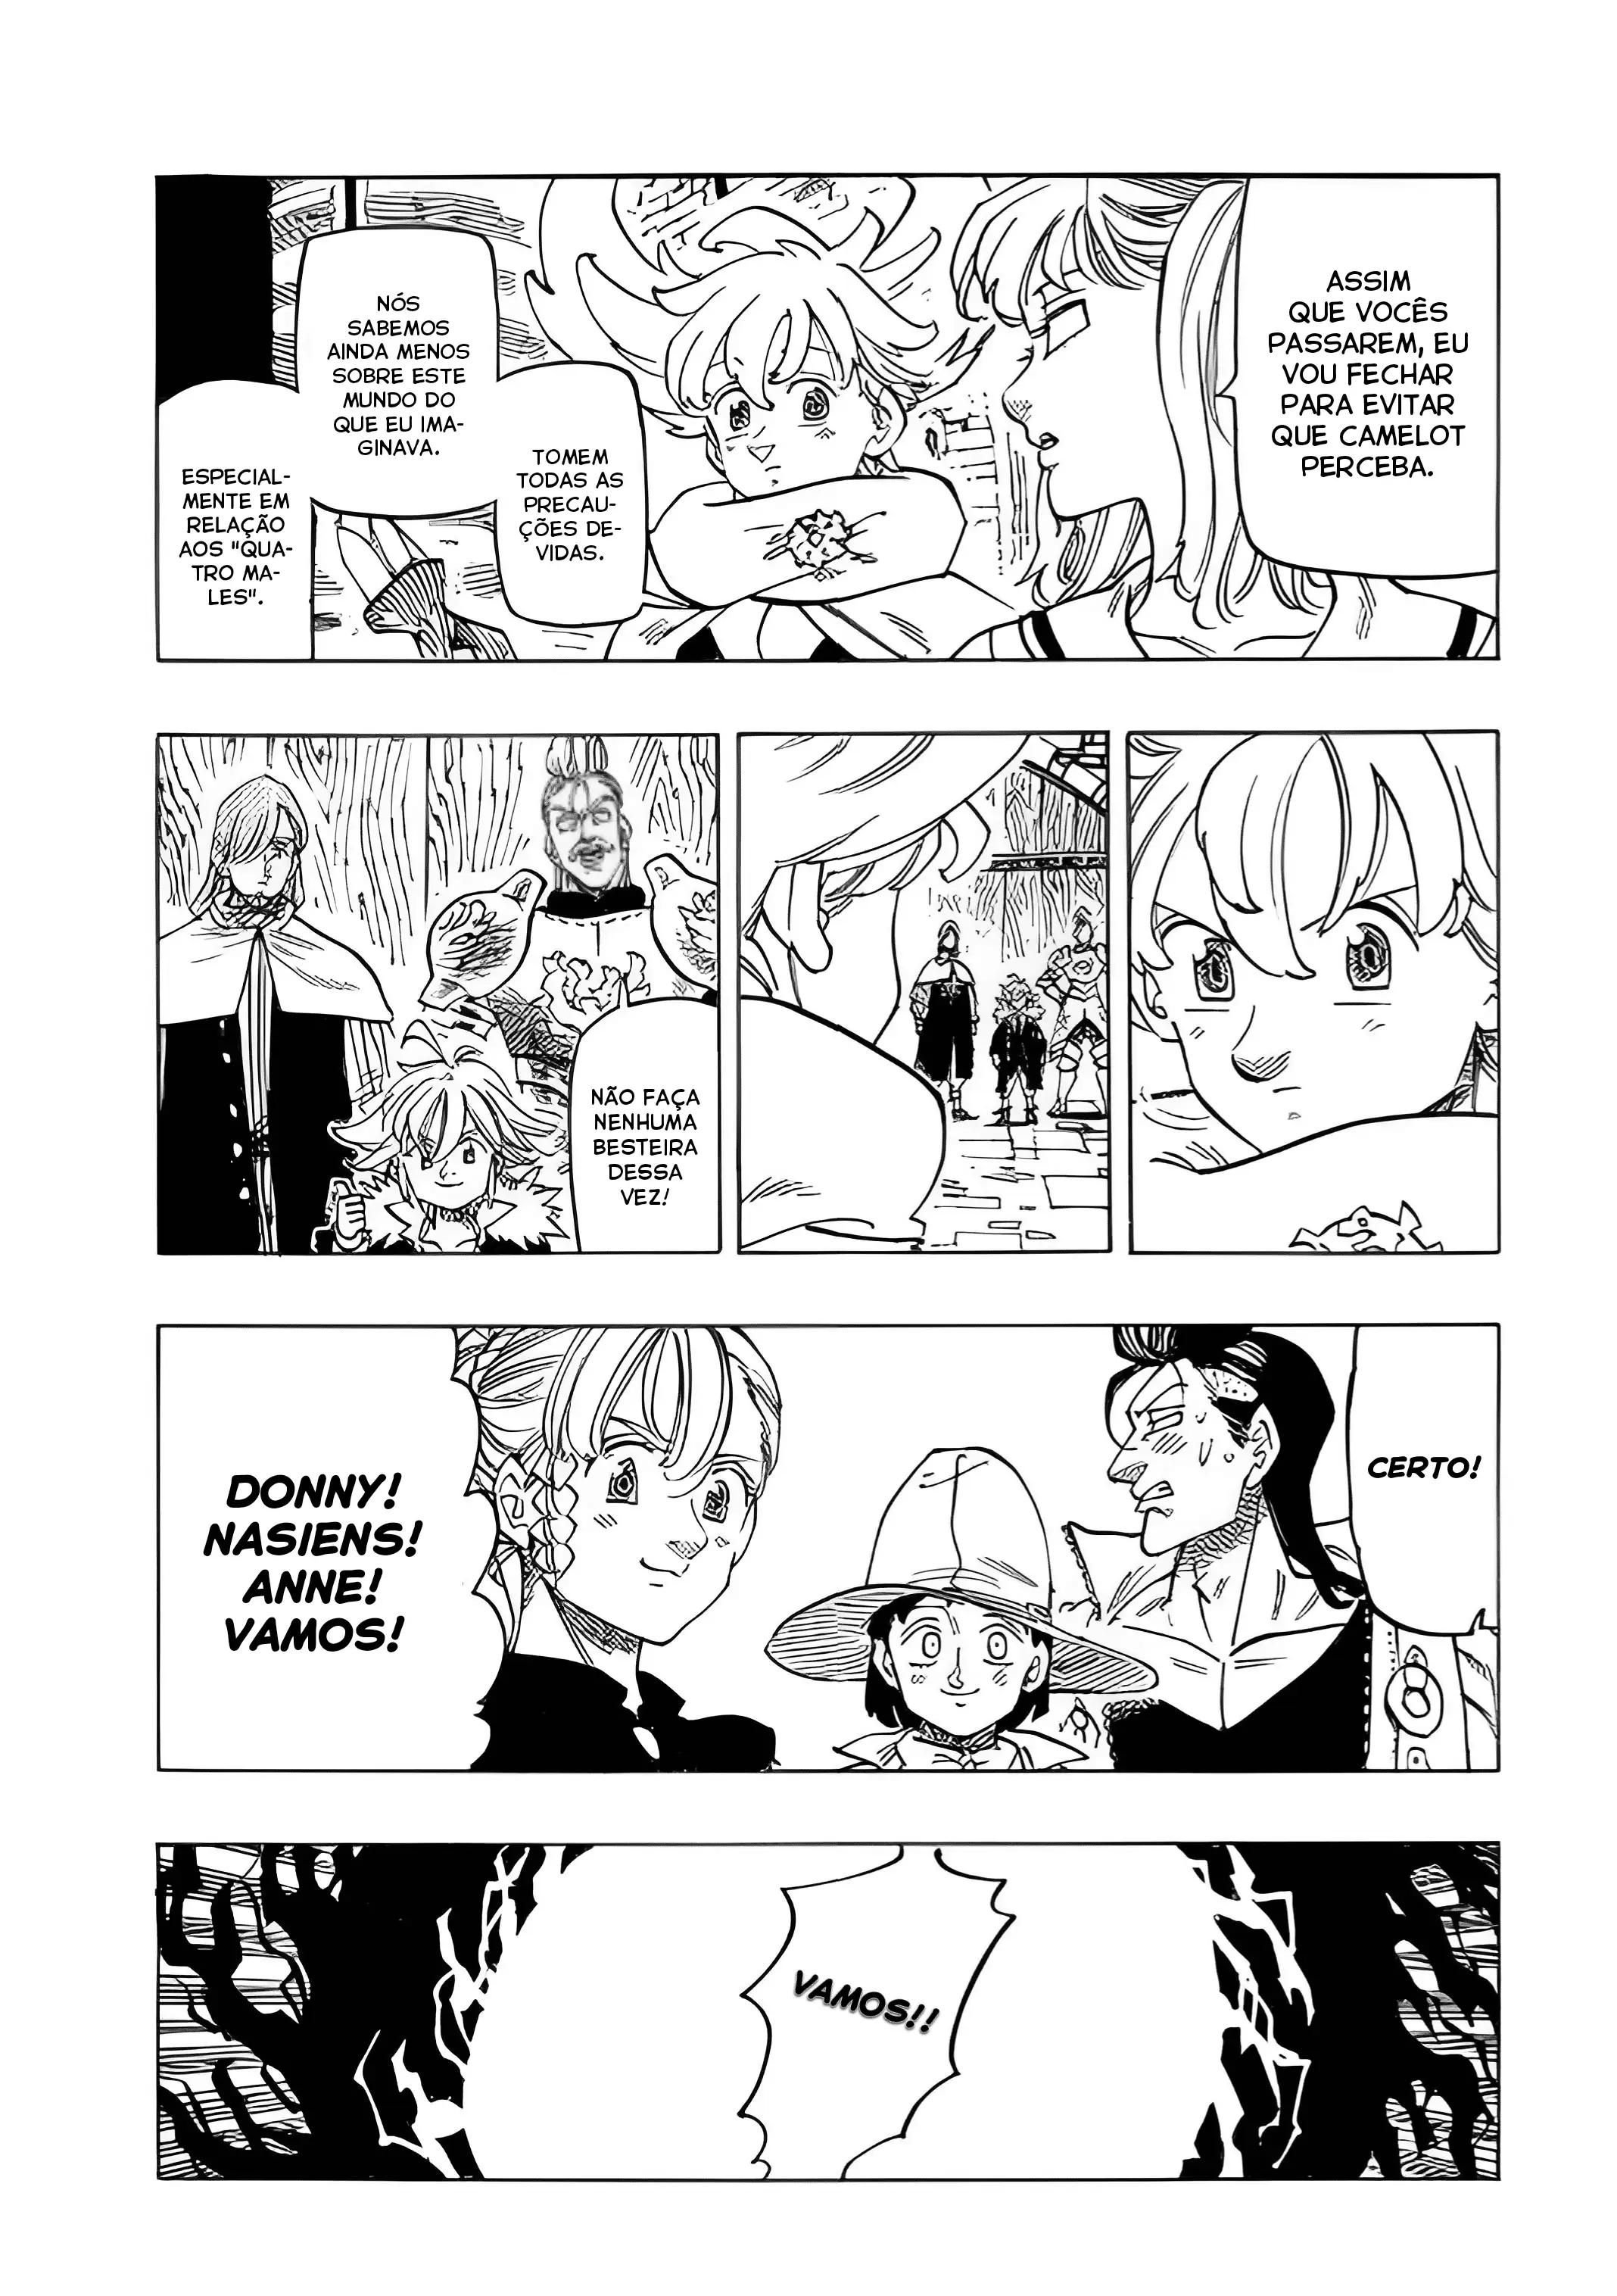 ASSIM
QUE VOCÊS
PASSAREM, EU
VOU FECHAR
PARA EVITAR
QUE CAMELOT
PERCEBA.
TOMEM
TODAS AS
PRECAU-
ÇÕES DE-
VIDAS.
NÓS
SABEMOS
AINDA MENOS
SOBRE ESTE
MUNDO DO
QUE EU IMA-
GINAVA.
ESPECIAL-
MENTE EM
RELAÇÃO
AOS "QUA-
TRO MA-
LES".
NÃO FAÇA
NENHUMA
BESTEIRA
DESSA
VEZ!
CERTO!
DONNY!
NASIENS!
ANNE!
VAMOS!
VAMOS!!